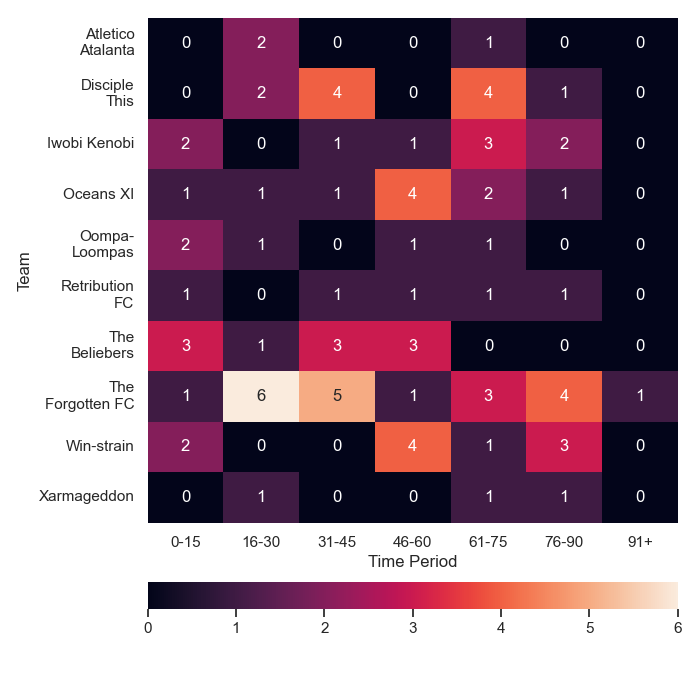 Atletico
Atalanta
0 2 0 0 1 0 0
Disciple
This
0 2 4 0 4 1 0
Iwobi Kenobi 2 0 1 1 3 2 0
Oceans XI 1 1 1 4 2 1 0
Oompa-
Loompas
2 1 0 1 1 0 0
Team
Retribution
FC
1 0 1 1 1 1 0
The
Beliebers
3 1 3 3 0 0 0
The
Forgotten FC
1 6 5 1 3 4 1
Win-strain 2 0 0 4 1 3 0
Xarmageddon 0 1 0 0 1 1 0
0-15 16-30 31-45 46-60 61-75 76-90 91+
Time Period
0 1 2 3 4 5 6